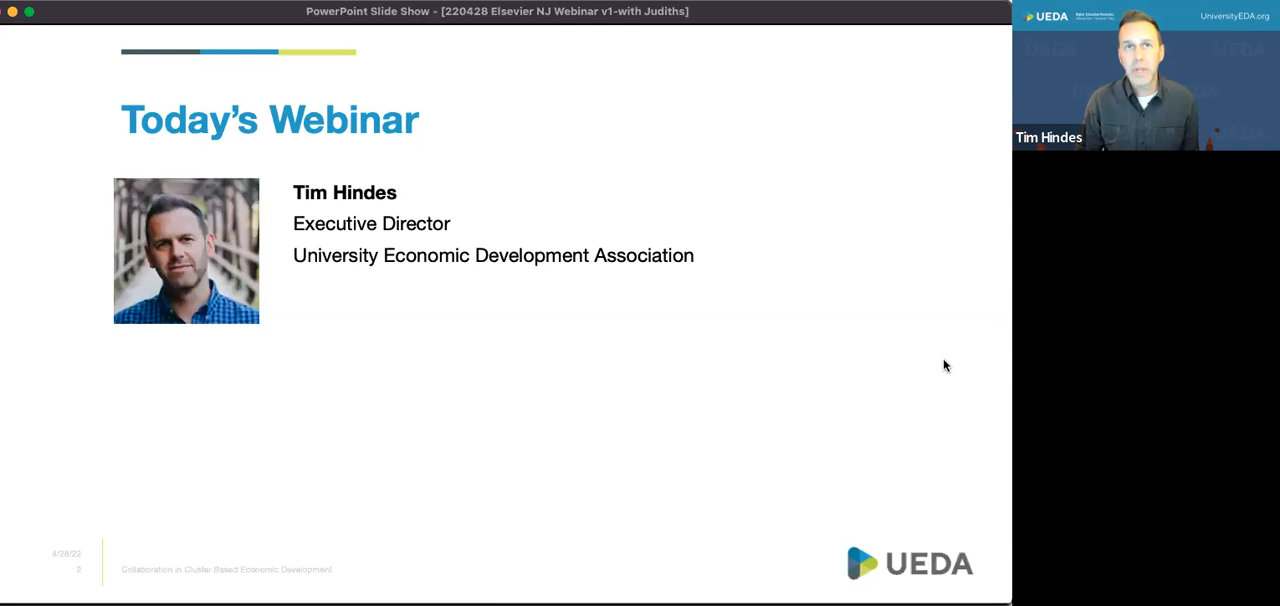 PowerPoint Slide Show - [220428 Elsevier NJ Webinar v1-with Judiths]
UEDA
UniversityEDA.org
Tim Hindes
Today's Webinar
Tim Hindes
Executive Director
University Economic Development Association
4/28/22
2
Collaboration in Cluster Based Economic Development
UEDA